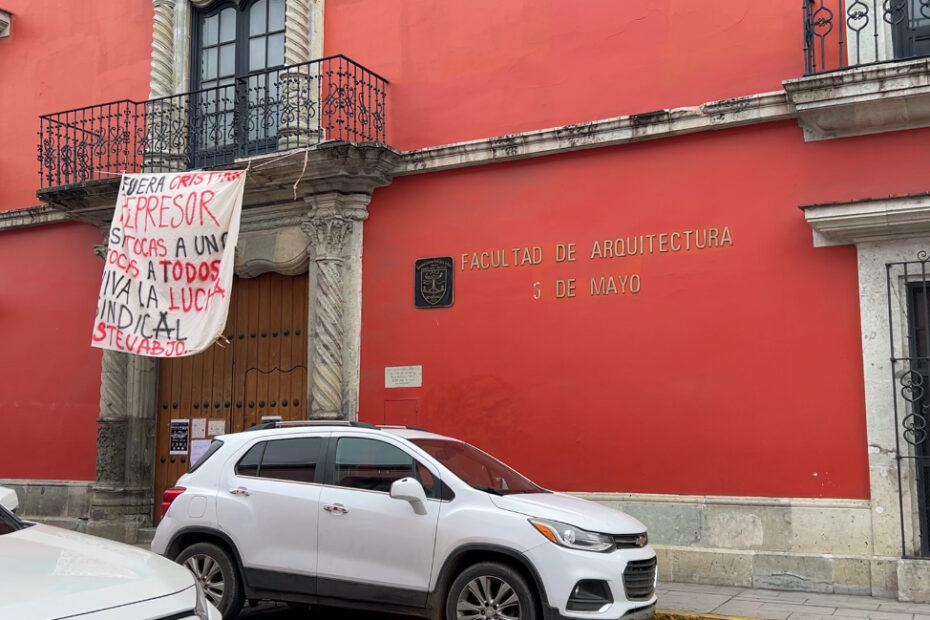 FUERA CRISTIAN
REPRESOR
SI TOCAS A UNO
TOCAS A TODOS
VIVA LA LUCHA
SINDICAL
STEUABJO.
FACULTAD DE ARQUITECTURA
5 DE MAYO